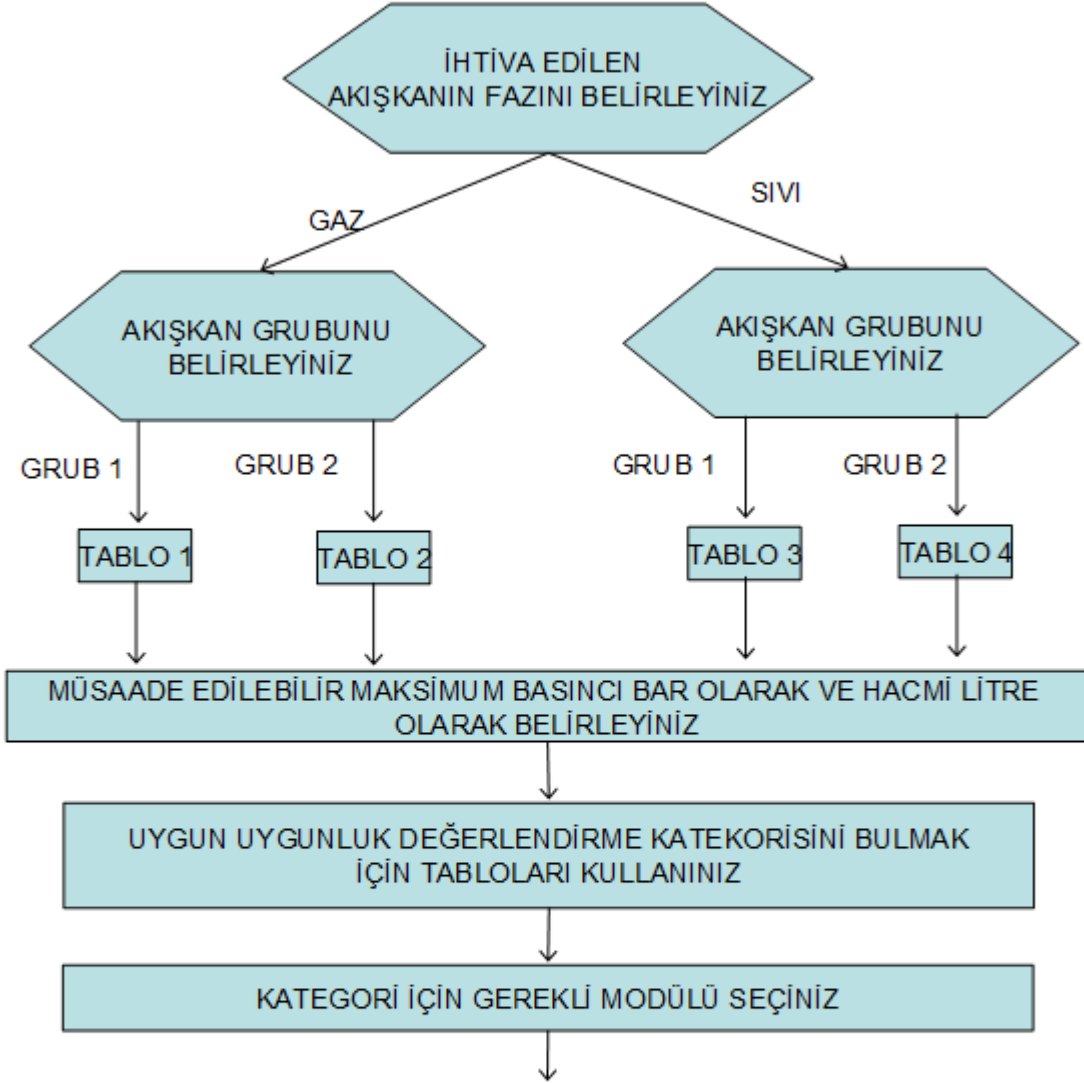 İHTİVA EDİLEN
AKIŞKANIN FAZINI BELİRLEYİNİZ
GAZ
SIVI
AKIŞKAN GRUBUNU
BELİRLEYİNİZ
AKIŞKAN GRUBUNU
BELİRLEYİNİZ
GRUB 1
GRUB 2
GRUB 1
GRUB 2
TABLO 1
TABLO 2
TABLO 3
TABLO 4
MÜSAADE EDİLEBİLİR MAKSİMUM BASINCI BAR OLARAK VE HACMİ LİTRE
OLARAK BELİRLEYİNİZ
UYGUN UYGUNLUK DEĞERLENDİRME KATEKORİSİNİ BULMAK
İÇİN TABLOLARI KULLANINIZ
KATEGORİ İÇİN GEREKLİ MODÜLÜ SEÇİNİZ